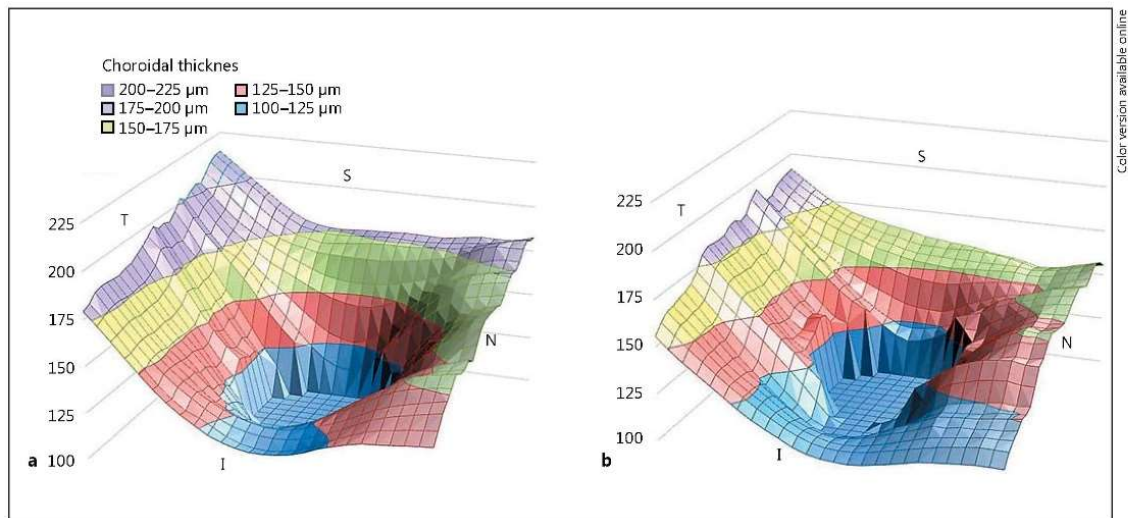 Choroidal thicknes
200–225 µm 125–150 µm
175–200 µm 100–125 µm
150–175 µm
S
T
225
200
175
150
125
100
N
I
a
S
T
225
200
175
150
125
100
N
I
b
Color version available online